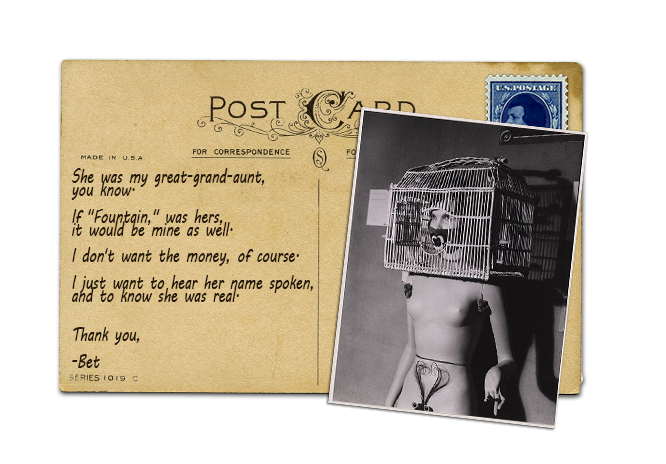 U.S. POSTAGE
POST CARD
MADE IN U.S.A
FOR CORRESPONDENCE
FO
She was my great-grand-aunt,
you know.
If "Fountain," was hers,
it would be mine as well.
I don't want the money, of course.
I just want to hear her name spoken,
and to know she was real.
Thank you,
-Bet
SERIES 1019 C